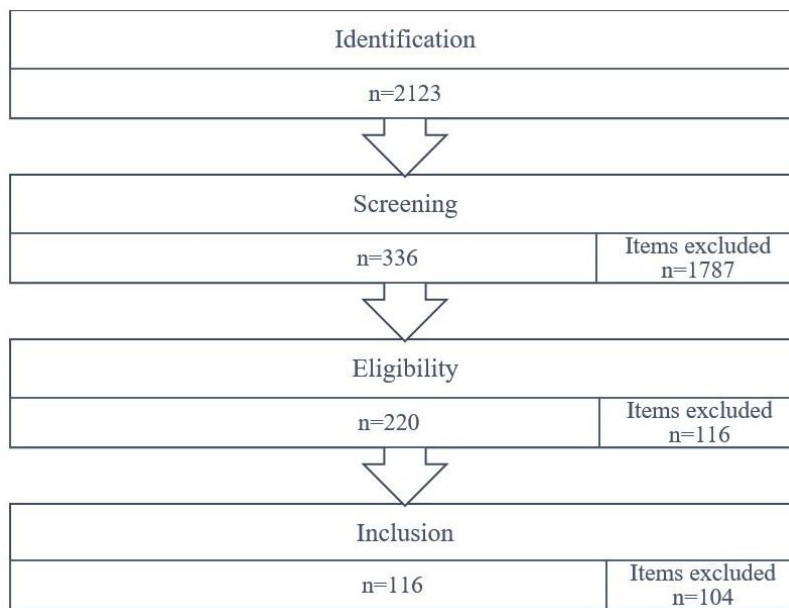 Identification
n=2123
Screening
n=336
Items excluded
n=1787
Eligibility
n=220
Items excluded
n=116
Inclusion
n=116
Items excluded
n=104